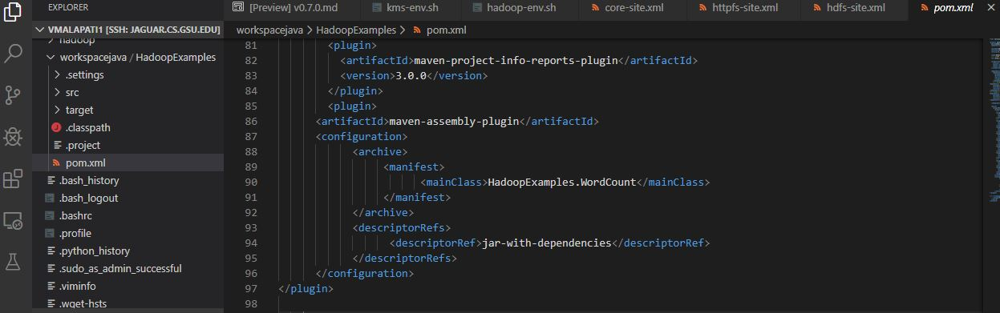 EXPLORER
VMALAPATI1 [SSH: JAGUAR.CS.GSU.EDU]
hadoop
workspacejava / HadoopExamples
.settings
src
target
.classpath
.project
pom.xml
.bash_history
.bash_logout
.bashrc
.profile
.python_history
.sudo_as_admin_successful
.viminfo
.wget-hsts
[Preview] v0.7.0.md kms-env.sh hadoop-env.sh core-site.xml httpfs-site.xml hdfs-site.xml pom.xml
workspacejava > HadoopExamples > pom.xml
81 <plugin>
82 <artifactId>maven-project-info-reports-plugin</artifactId>
83 <version>3.0.0</version>
84 </plugin>
85 <plugin>
86 <artifactId>maven-assembly-plugin</artifactId>
87 <configuration>
88 <archive>
89 <manifest>
90 <mainClass>HadoopExamples.WordCount</mainClass>
91 </manifest>
92 </archive>
93 <descriptorRefs>
94 <descriptorRef>jar-with-dependencies</descriptorRef>
95 </descriptorRefs>
96 </configuration>
97 </plugin>
98